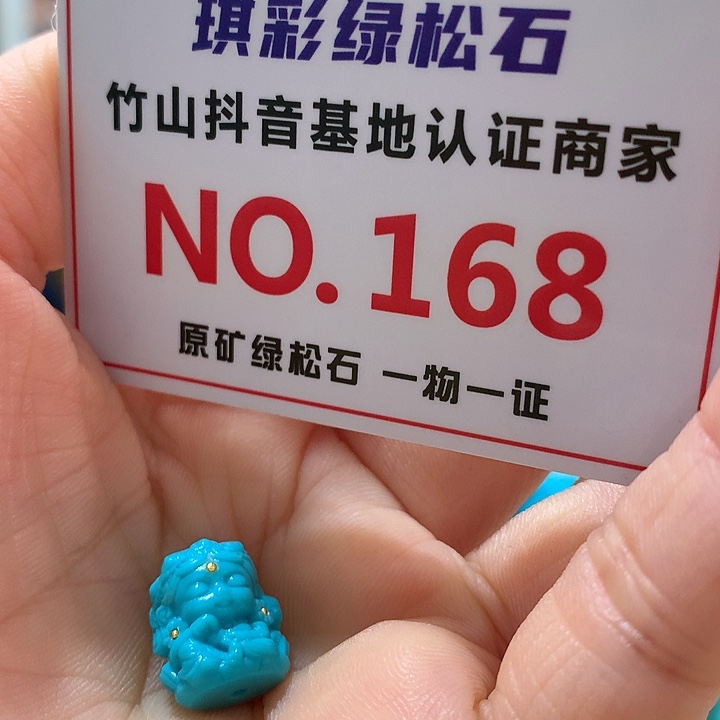 琪彩绿松石
竹山抖音基地认证商家
NO.168
原矿绿松石 一物一证